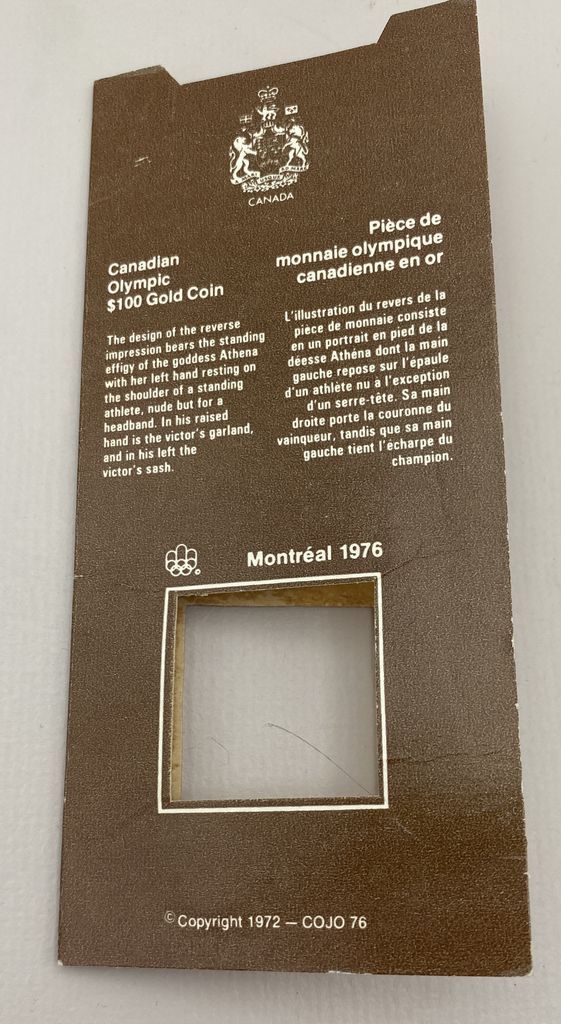 CANADA
Canadian
Olympic
$100 Gold Coin
The design of the reverse
impression bears the standing
effigy of the goddess Athena
with her left hand resting on
the shoulder of a standing
athlete, nude but for a
headband. In his raised
hand is the victor's garland,
and in his left the
victor's sash.
Pièce de
monnaie olympique
canadienne en or
L'illustration du revers de la
pièce de monnaie consiste
en un portrait en pied de la
déesse Athéna dont la main
gauche repose sur l'épaule
d'un athlète nu à l'exception
d'un serre-tête. Sa main
droite porte la couronne du
vainqueur, tandis que sa main
gauche tient l'écharpe du
champion.
Montréal 1976
© Copyright 1972 — COJO 76